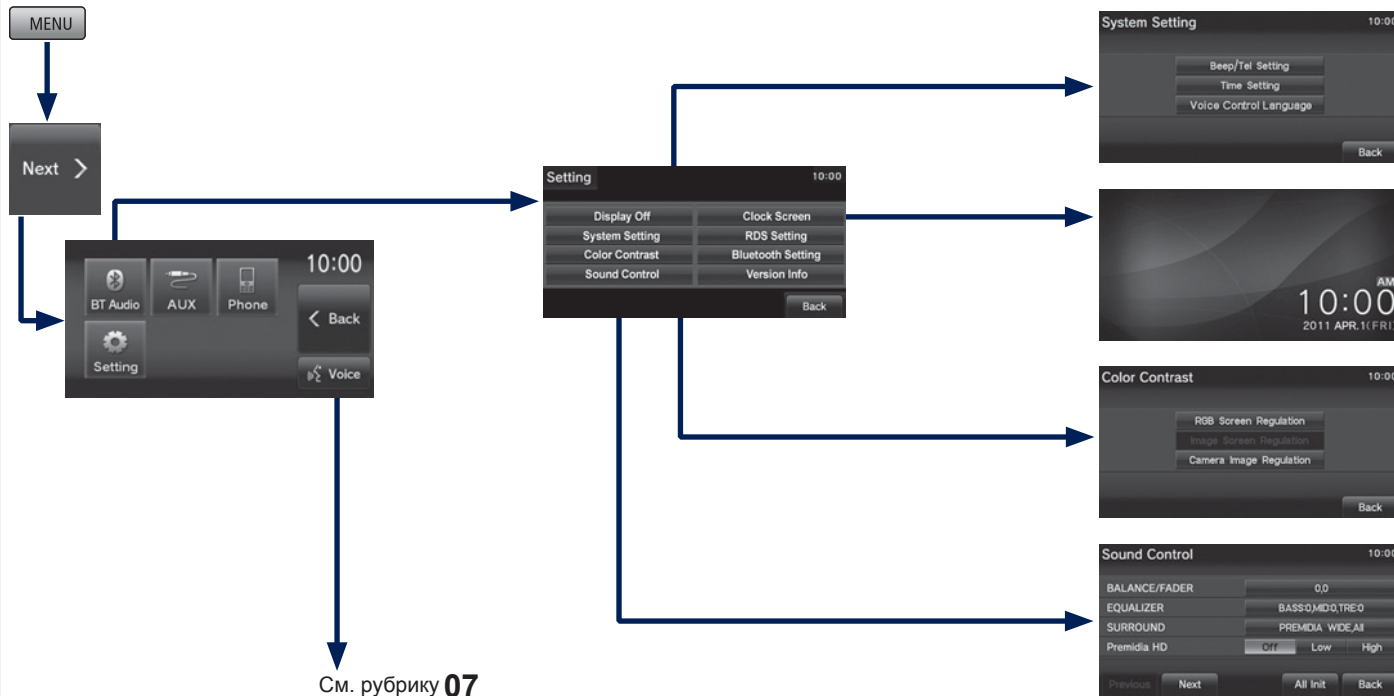 MENU
Next >
BT Audio
AUX
Phone
10:00
< Back
Setting
Voice
См. рубрику 07
Setting 10:00
Display Off Clock Screen
System Setting RDS Setting
Color Contrast Bluetooth Setting
Sound Control Version Info
Back
System Setting 10:00
Beep/Tel Setting
Time Setting
Voice Control Language
Back
AM
10:00
2011 APR.1(FRI)
Color Contrast 10:00
RGB Screen Regulation
Image Screen Regulation
Camera Image Regulation
Back
Sound Control 10:00
BALANCE/FADER 0,0
EQUALIZER BASS:0,MID:0,TRE:0
SURROUND PREMIDIA WIDE,All
Premidia HD Off Low High
Previous Next All Init Back